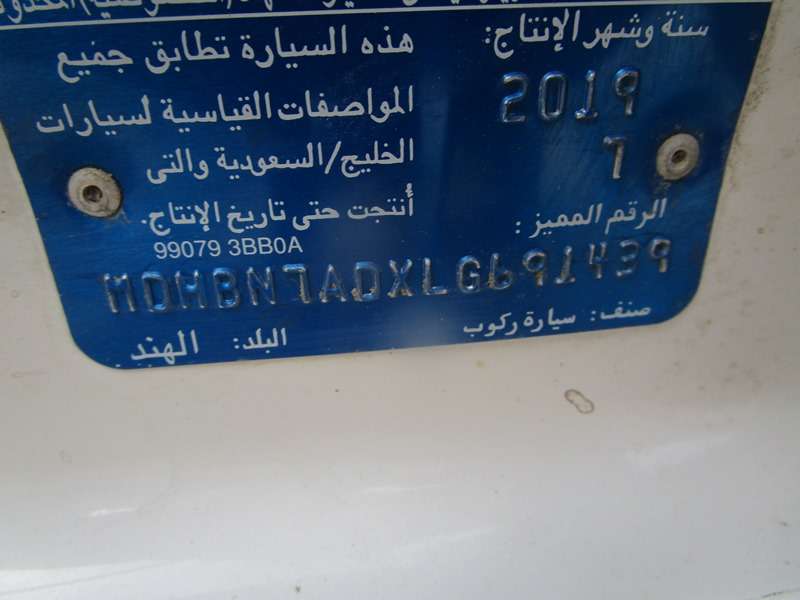 سنة وشهر الإنتاج:
2019
7
هذه السيارة تطابق جميع
المواصفات القياسية لسيارات
الخليج/السعودية والتى
أنتجت حتى تاريخ الإنتاج.
الرقم المميز:
99079 3BB0A
MDHBN7ADXLG691439
صنف: سيارة ركوب
البلد: الهند